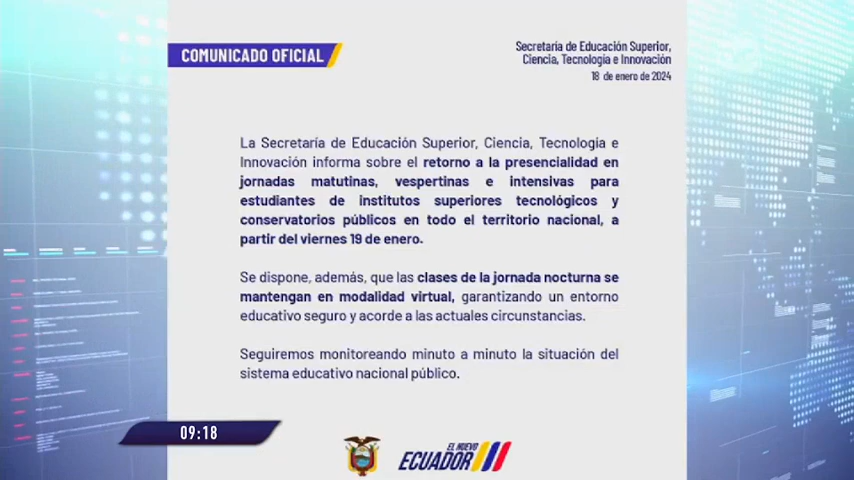 COMUNICADO OFICIAL
Secretaría de Educación Superior,
Ciencia, Tecnología e Innovación
18 de enero de 2024
La Secretaría de Educación Superior, Ciencia, Tecnología e
Innovación informa sobre el retorno a la presencialidad en
jornadas matutinas, vespertinas e intensivas para
estudiantes de institutos superiores tecnológicos y
conservatorios públicos en todo el territorio nacional, a
partir del viernes 19 de enero.
Se dispone, además, que las clases de la jornada nocturna se
mantengan en modalidad virtual, garantizando un entorno
educativo seguro y acorde a las actuales circunstancias.
Seguiremos monitoreando minuto a minuto la situación del
sistema educativo nacional público.
09:18
EL NUEVO
ECUADOR